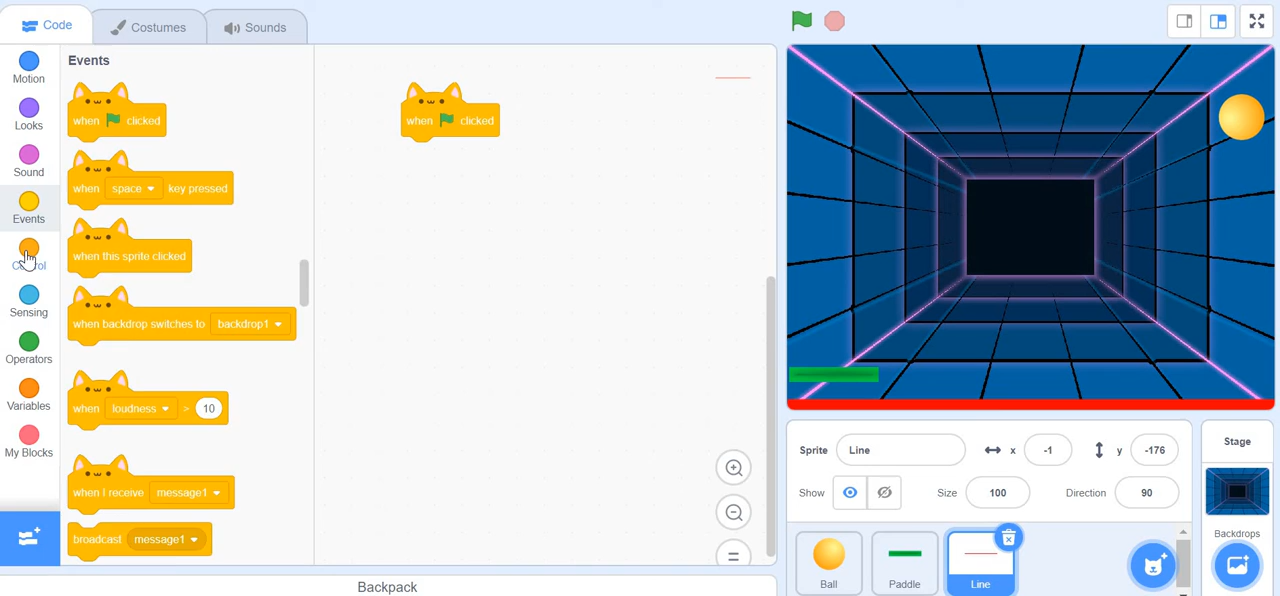 Code
Costumes
Sounds
Motion
Looks
Sound
Events
Sensing
Operators
Variables
My Blocks
Events
when clicked
when space key pressed
when this sprite clicked
when backdrop switches to backdrop1
when loudness > 10
when I receive message1
broadcast message1
when clicked
Backpack
Sprite Line x -1 y -176
Show Size 100 Direction 90
Ball
Paddle
Line
Stage
Backdrops